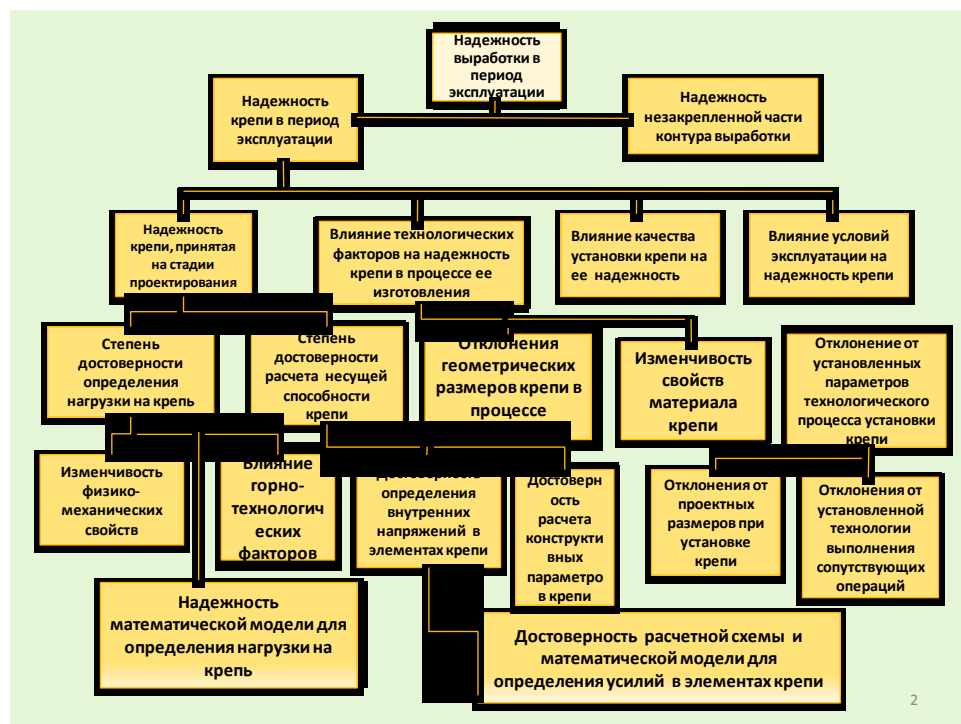 Надежность
выработки в
период
эксплуатации
Надежность
крепи в период
эксплуатации
Надежность
незакрепленной части
контура выработки
Надежность
крепи, принятая
на стадии
проектирования
Влияние технологических
факторов на надежность
крепи в процессе ее
изготовления
Влияние качества
установки крепи на
ее надежность
Влияние условий
эксплуатации на
надежность крепи
Степень
достоверности
определения
нагрузки на крепь
Степень
достоверности
расчета несущей
способности
крепи
Отклонения
геометрических
размеров крепи в
процессе
Изменчивость
свойств
материала
крепи
Отклонение от
установленных
параметров
технологического
процесса установки
крепи
Изменчивость
физико-
механических
свойств
Влияние
горно-
технологич
еских
факторов
Достоверность
определения
внутренних
напряжений в
элементах крепи
Достоверн
ость
расчета
конструкти
вных
параметро
в крепи
Отклонения от
проектных
размеров при
установке
крепи
Отклонения от
установленной
технологии
выполнения
сопутствующих
операций
Надежность
математической модели для
определения нагрузки на
крепь
Достоверность расчетной схемы и
математической модели для
определения усилий в элементах крепи
2